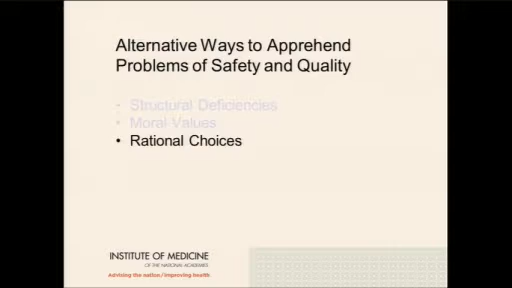 Alternative Ways to Apprehend
Problems of Safety and Quality
• Structural Deficiencies
• Moral Values
• Rational Choices
INSTITUTE OF MEDICINE
OF THE NATIONAL ACADEMIES
Advising the nation / Improving health